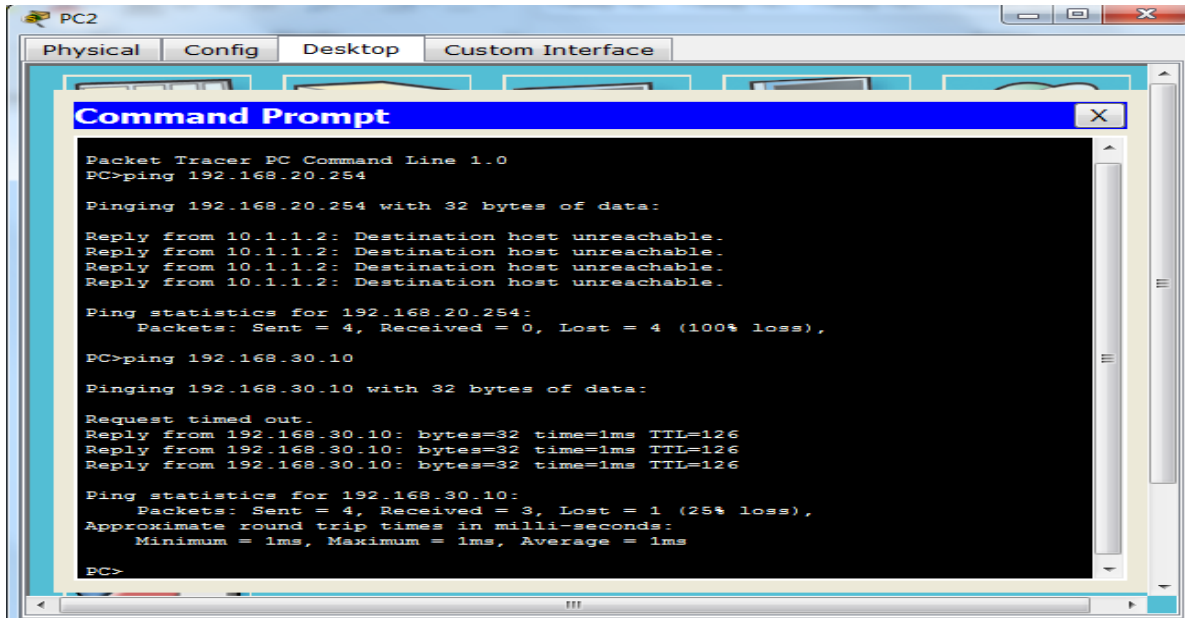 PC2
Physical Config Desktop Custom Interface
Command Prompt
X
Packet Tracer PC Command Line 1.0
PC>ping 192.168.20.254
Pinging 192.168.20.254 with 32 bytes of data:
Reply from 10.1.1.2: Destination host unreachable.
Reply from 10.1.1.2: Destination host unreachable.
Reply from 10.1.1.2: Destination host unreachable.
Reply from 10.1.1.2: Destination host unreachable.
Ping statistics for 192.168.20.254:
Packets: Sent = 4, Received = 0, Lost = 4 (100% loss),
PC>ping 192.168.30.10
Pinging 192.168.30.10 with 32 bytes of data:
Request timed out.
Reply from 192.168.30.10: bytes=32 time=1ms TTL=126
Reply from 192.168.30.10: bytes=32 time=1ms TTL=126
Reply from 192.168.30.10: bytes=32 time=1ms TTL=126
Ping statistics for 192.168.30.10:
Packets: Sent = 4, Received = 3, Lost = 1 (25% loss),
Approximate round trip times in milli-seconds:
Minimum = 1ms, Maximum = 1ms, Average = 1ms
PC>